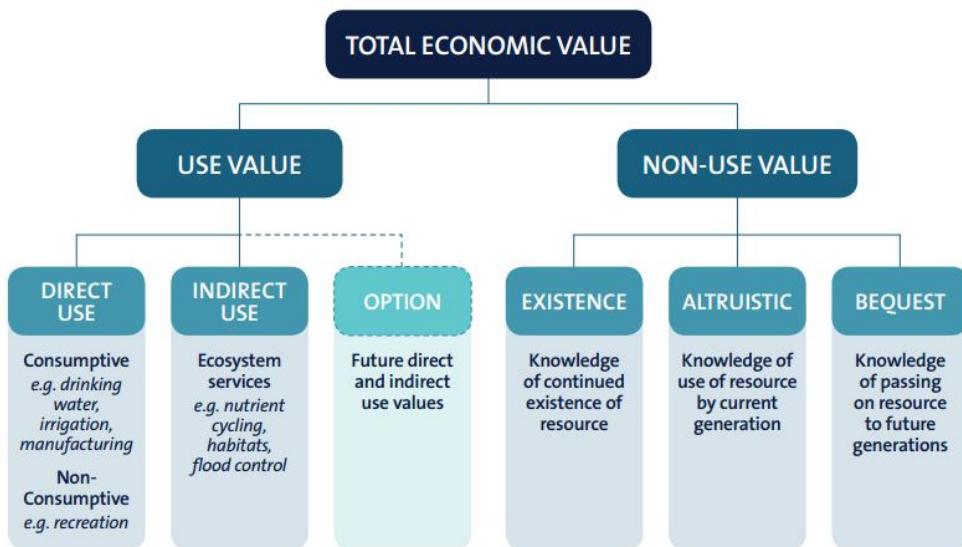 TOTAL ECONOMIC VALUE
USE VALUE
NON-USE VALUE
DIRECT
USE
Consumptive
e.g. drinking
water,
irrigation,
manufacturing
Non-
Consumptive
e.g. recreation
INDIRECT
USE
Ecosystem
services
e.g. nutrient
cycling,
habitats,
flood control
OPTION
Future direct
and indirect
use values
EXISTENCE
Knowledge
of continued
existence of
resource
ALTRUISTIC
Knowledge of
use of resource
by current
generation
BEQUEST
Knowledge
of passing
on resource
to future
generations